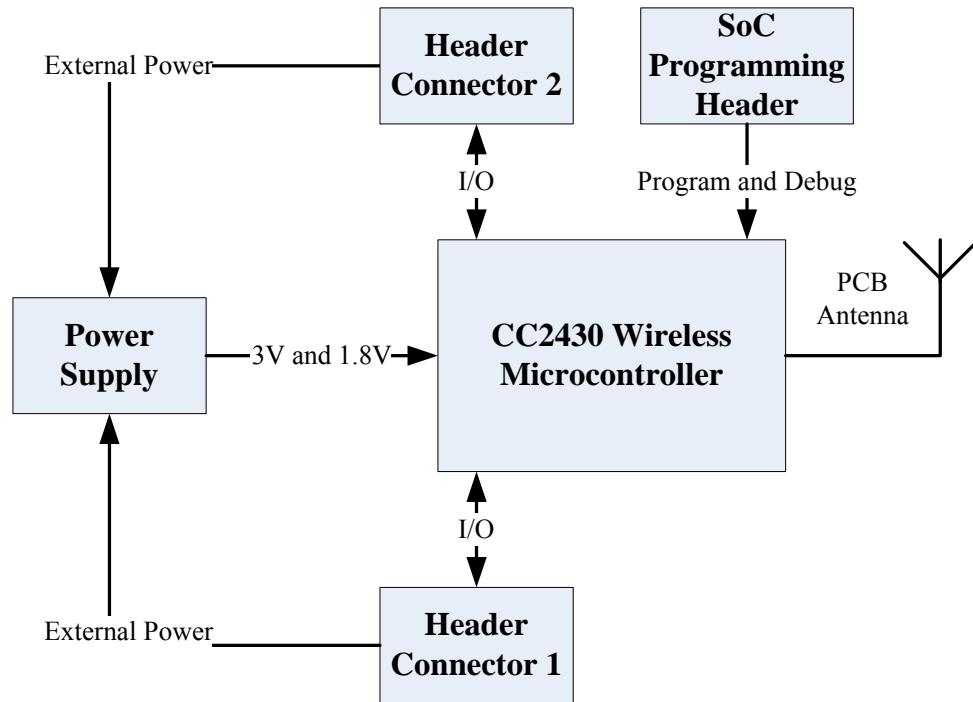 Header
Connector 2
SoC
Programming
Header
External Power
I/O
Program and Debug
PCB
Antenna
Power
Supply
3V and 1.8V
CC2430 Wireless
Microcontroller
I/O
External Power
Header
Connector 1